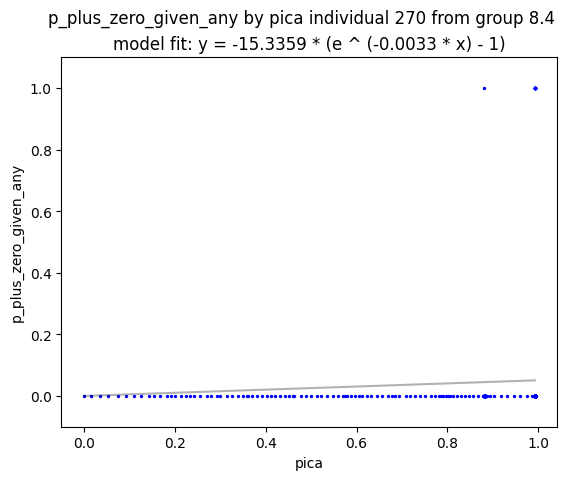 p_plus_zero_given_any by pica individual 270 from group 8.4
model fit: y = -15.3359 * (e ^ (-0.0033 * x) - 1)
1.0
0.8
0.6
0.4
0.2
0.0
p_plus_zero_given_any
0.0 0.2 0.4 0.6 0.8 1.0
pica